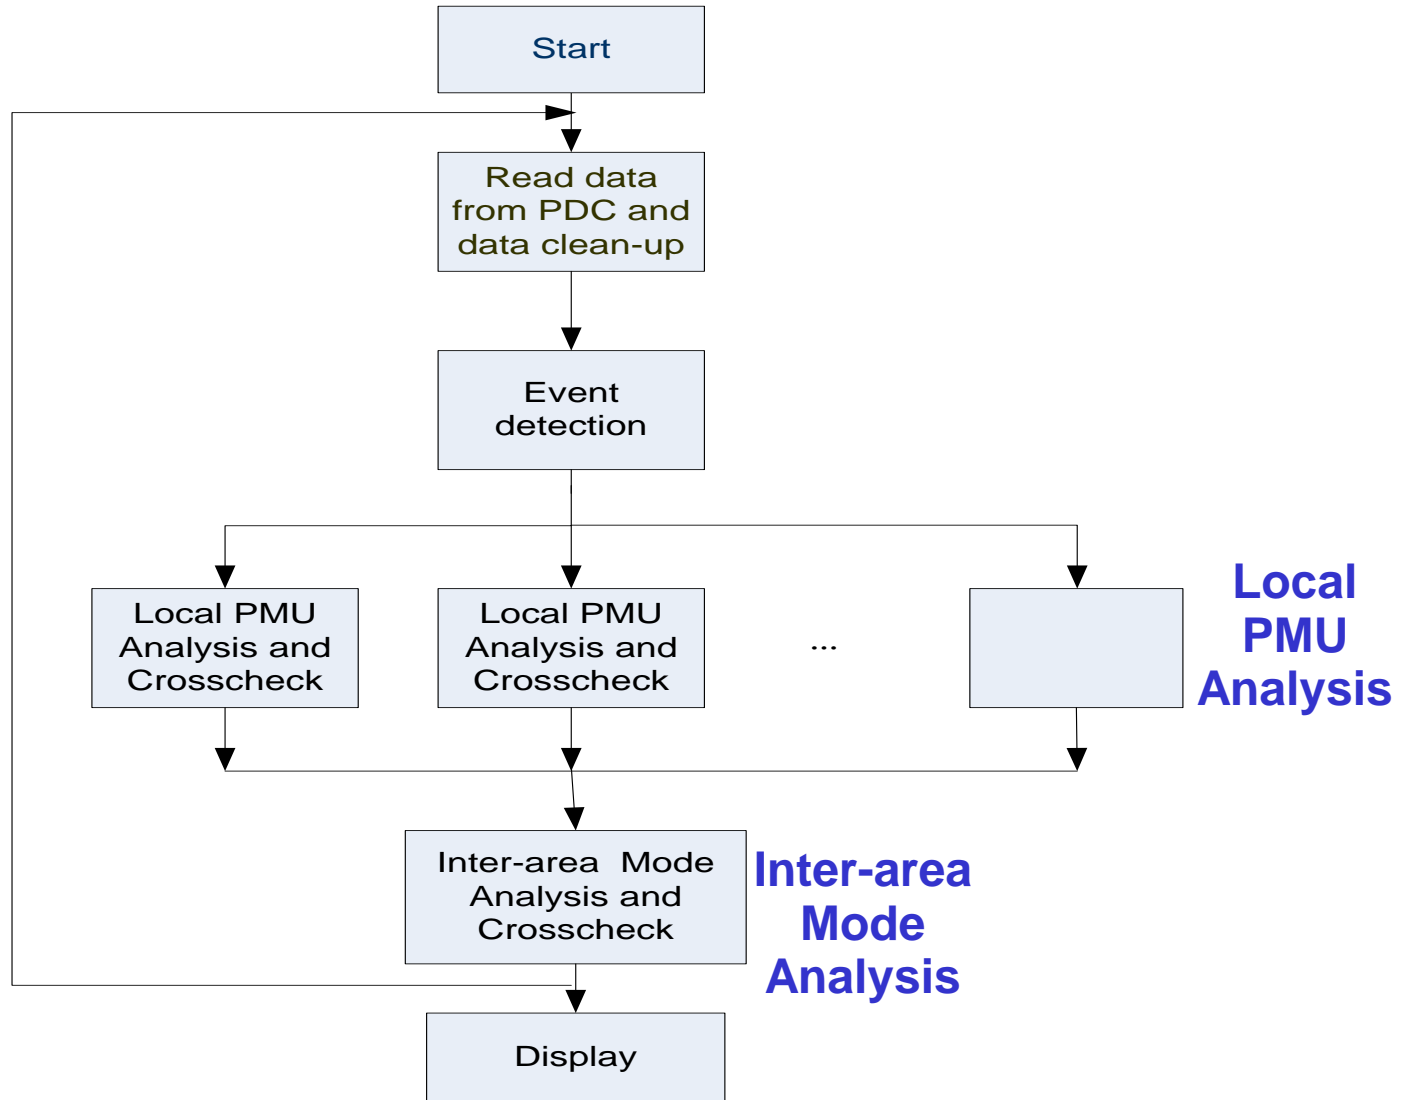 Start
Read data
from PDC and
data clean-up
Event
detection
Local PMU
Analysis and
Crosscheck
Local PMU
Analysis and
Crosscheck
...
Local
PMU
Analysis
Inter-area  Mode
Analysis and
Crosscheck
Inter-area
Mode
Analysis
Display